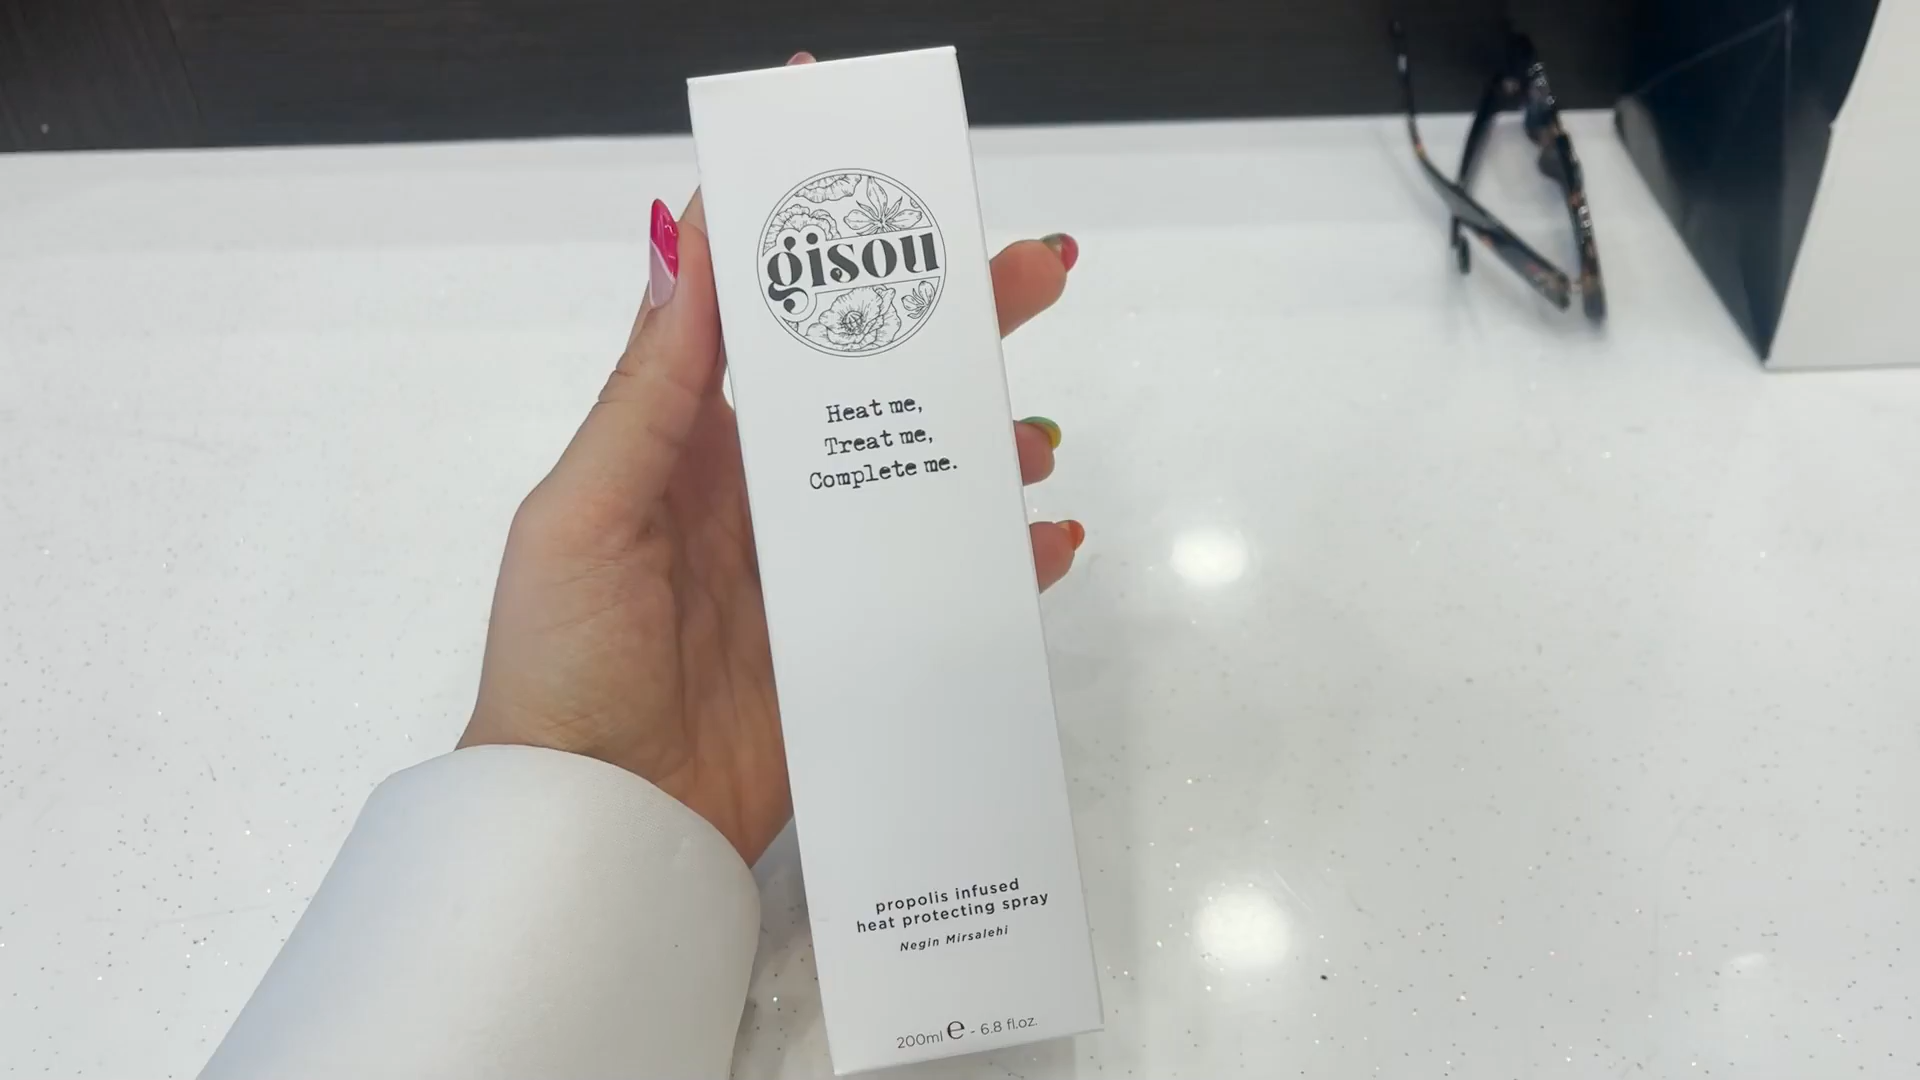 gisou
Heat me,
Treat me,
Complete me.
propolis infused
heat protecting spray
Negin Mirsalehi
200ml ℮ - 6.8 fl.oz.